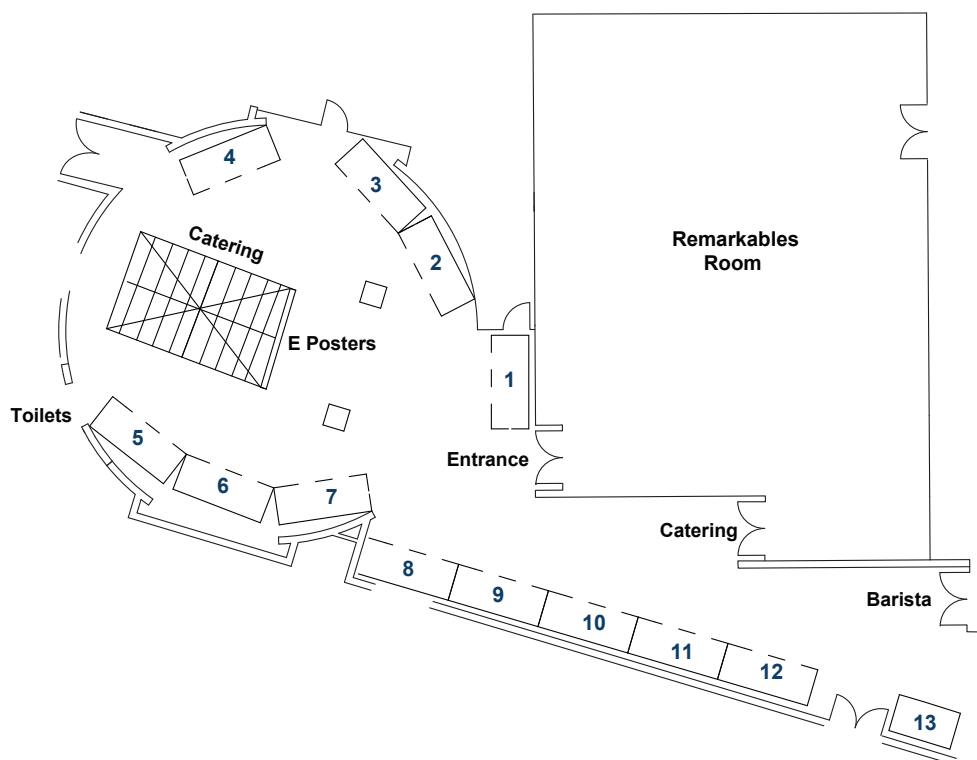 4
3
Catering
2
Remarkables
Room
E Posters
1
Toilets
5
Entrance
6
7
Catering
8
9
Barista
10
11
12
13